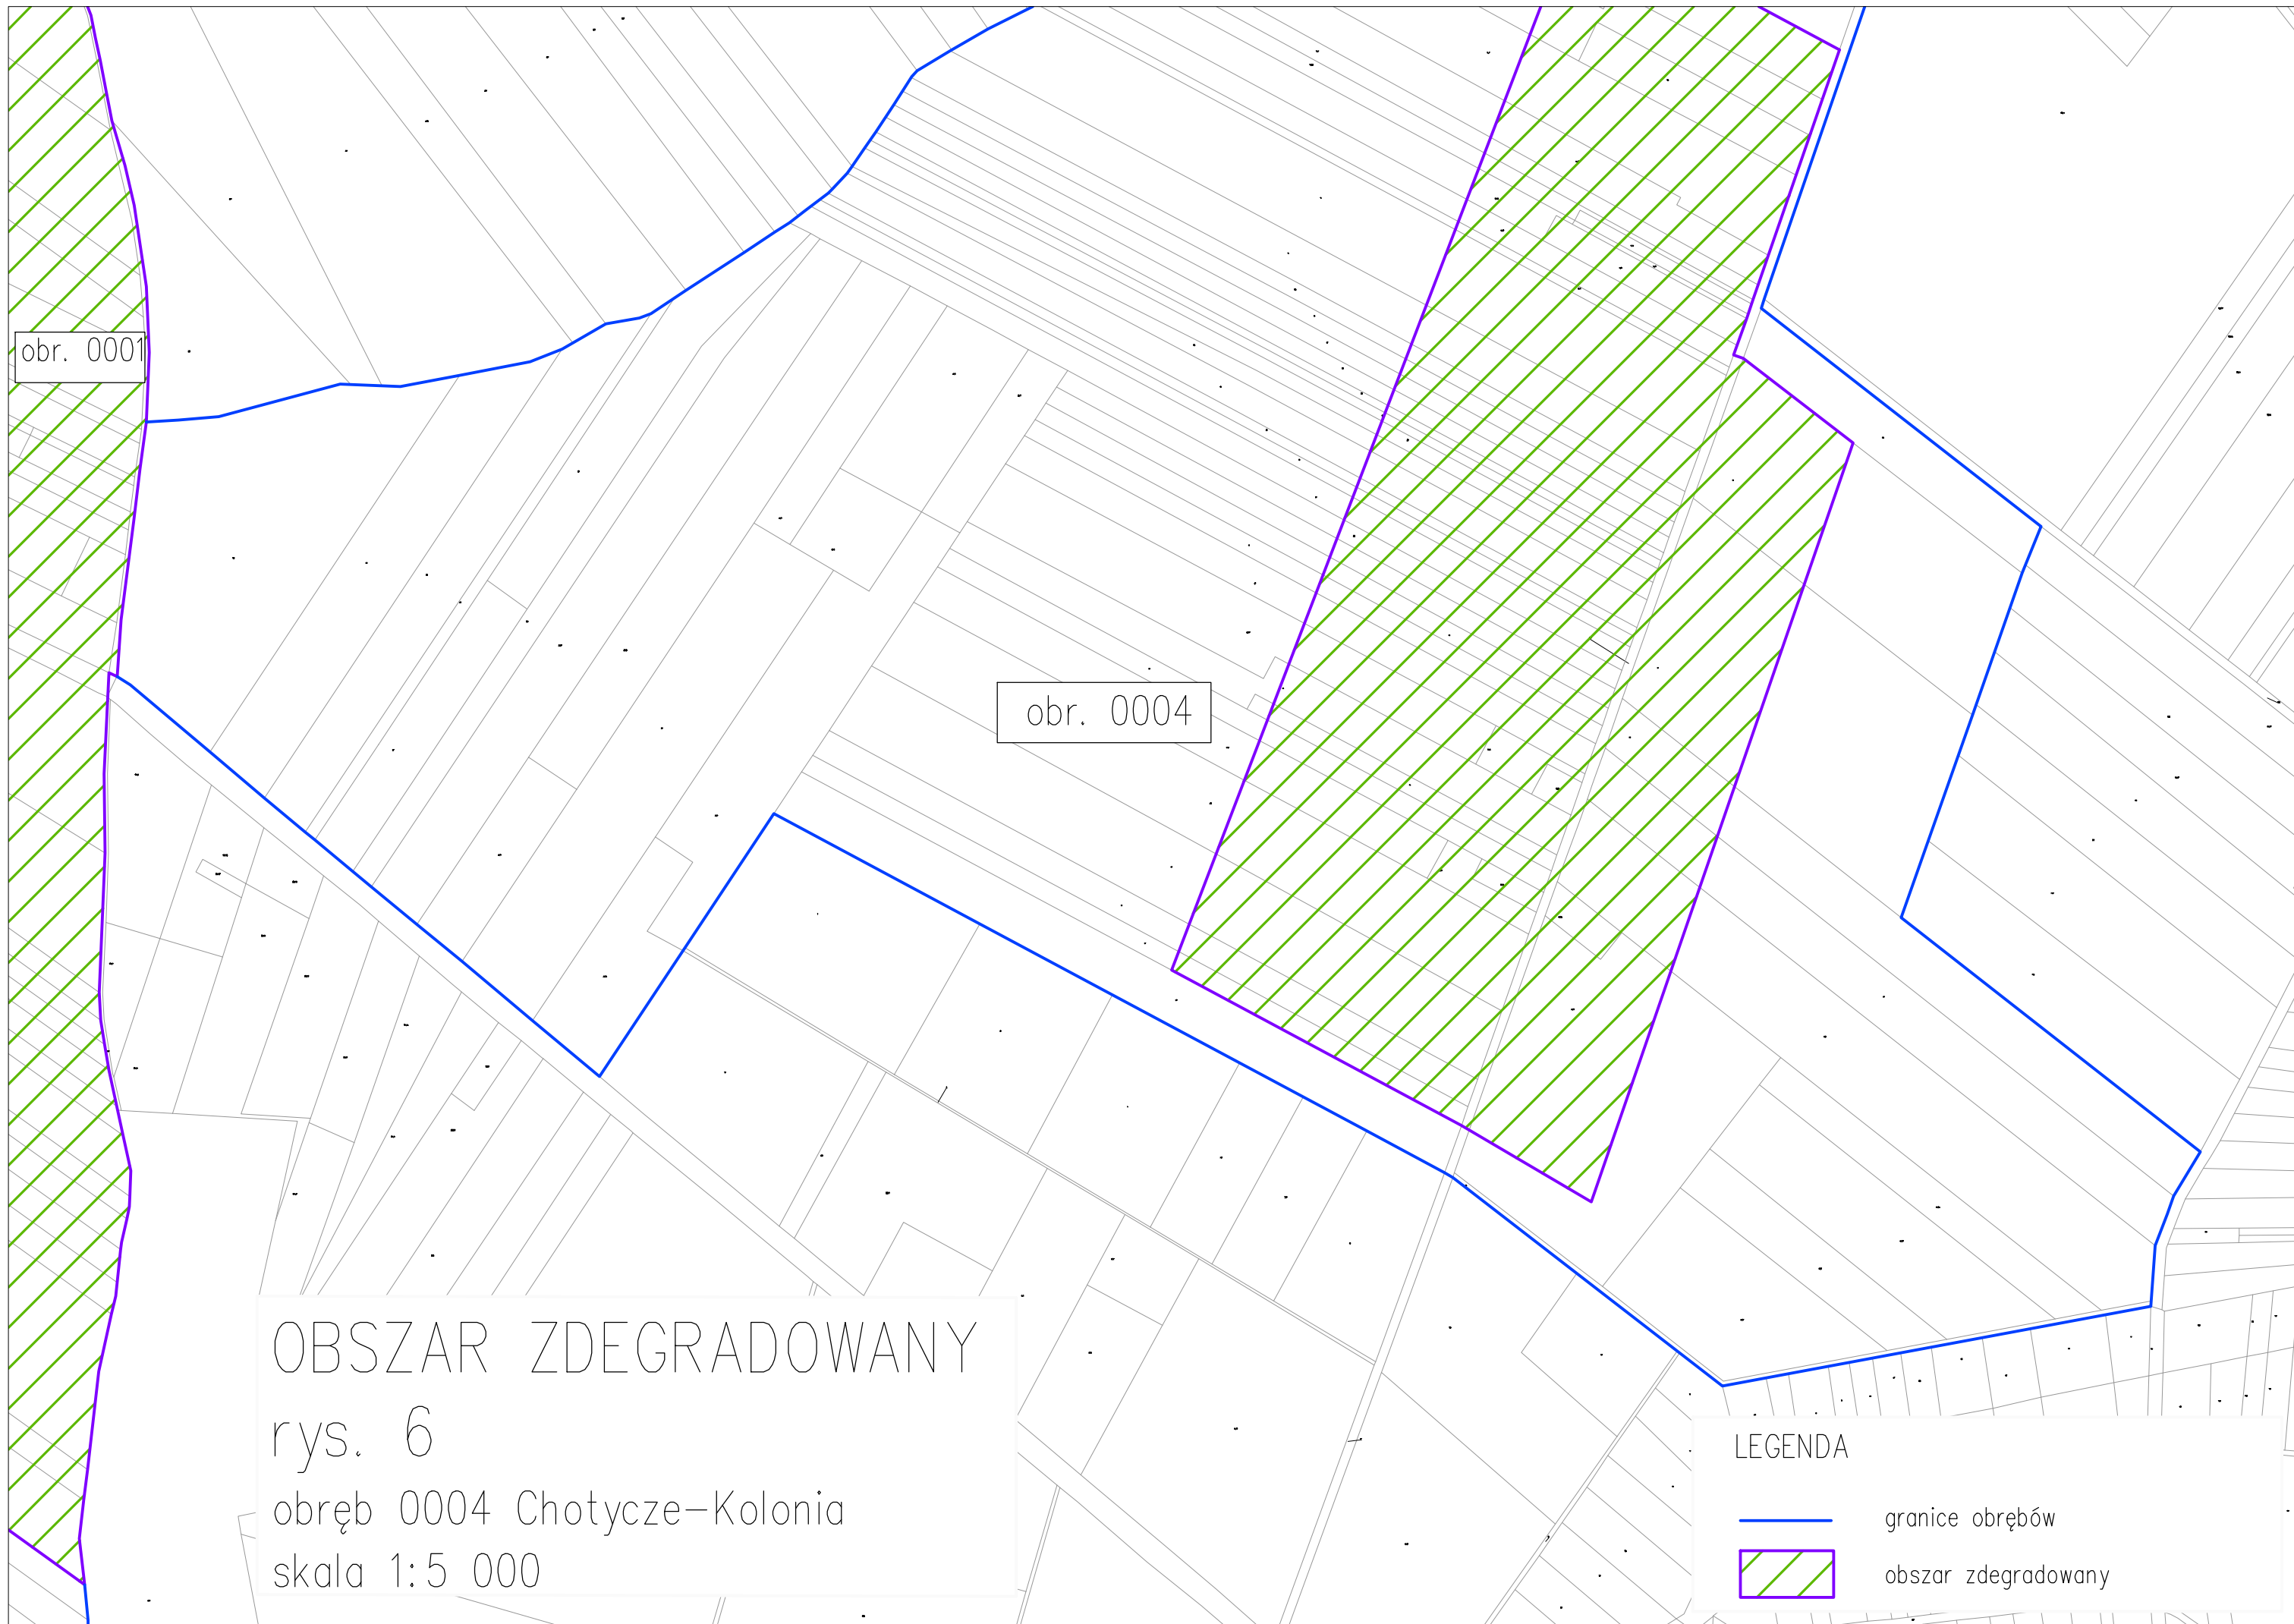 obr. 0001
obr. 0004
OBSZAR ZDEGRADOWANY
rys. 6
obręb 0004 Chotycze-Kolonia
skala 1:5 000
LEGENDA
granice obrębów
obszar zdegradowany